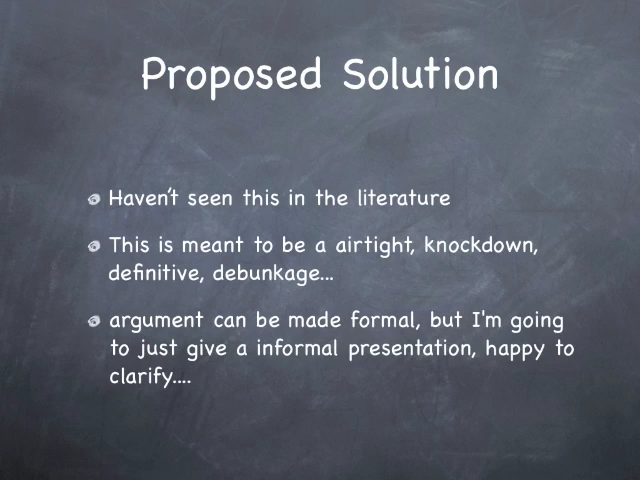 Proposed Solution
Haven't seen this in the literature
This is meant to be a airtight, knockdown,
definitive, debunkage...
argument can be made formal, but I'm going
to just give a informal presentation, happy to
clarify....